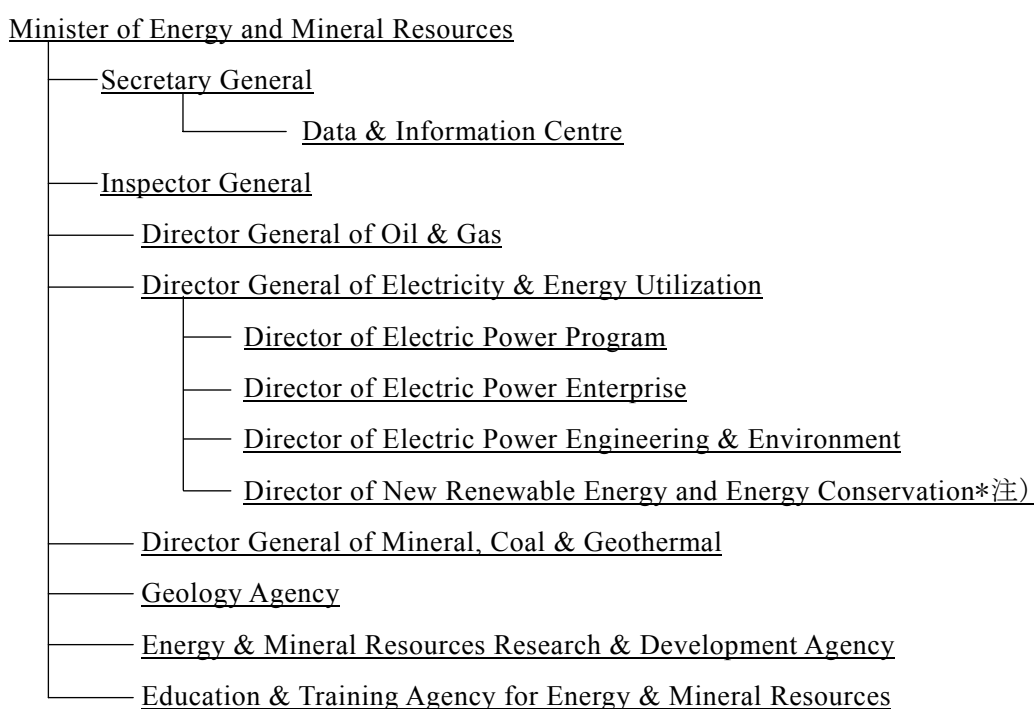 Minister of Energy and Mineral Resources
Secretary General
Data & Information Centre
Inspector General
Director General of Oil & Gas
Director General of Electricity & Energy Utilization
Director of Electric Power Program
Director of Electric Power Enterprise
Director of Electric Power Engineering & Environment
Director of New Renewable Energy and Energy Conservation*注）
Director General of Mineral, Coal & Geothermal
Geology Agency
Energy & Mineral Resources Research & Development Agency
Education & Training Agency for Energy & Mineral Resources